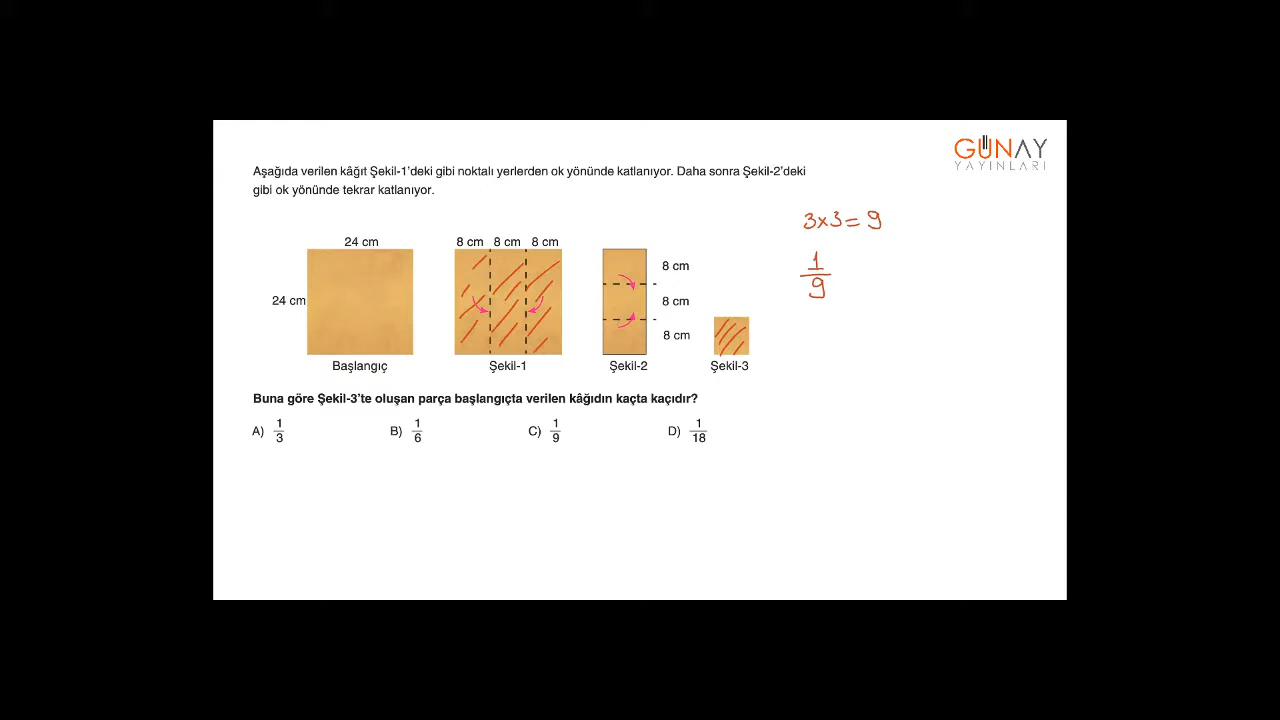 GÜNAY
YAYINLARI
Aşağıda verilen kâğıt Şekil-1'deki gibi noktalı yerlerden ok yönünde katlanıyor. Daha sonra Şekil-2'deki
gibi ok yönünde tekrar katlanıyor.
3x3=9
1/9
24 cm
8 cm 8 cm 8 cm
8 cm
24 cm
8 cm
8 cm
Başlangıç
Şekil-1
Şekil-2
Şekil-3
Buna göre Şekil-3'te oluşan parça başlangıçta verilen kâğıdın kaçta kaçıdır?
A) 1/3 B) 1/6 C) 1/9 D) 1/18